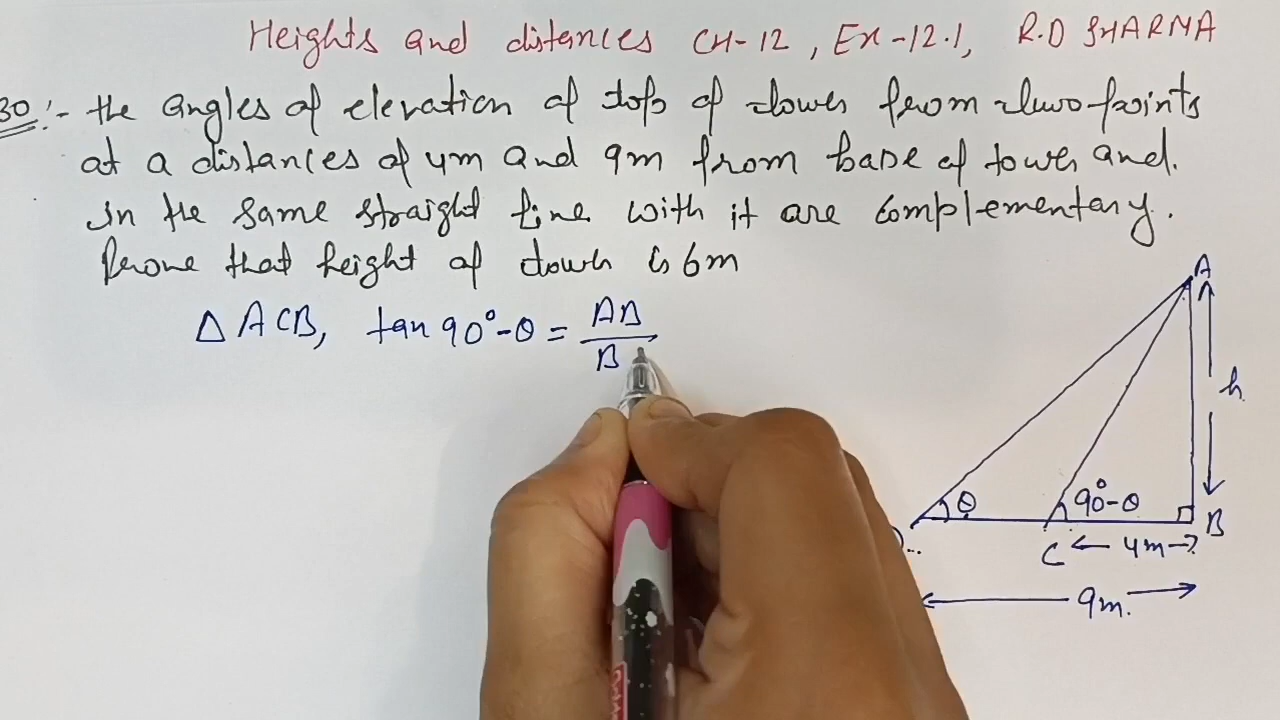 Heights and distances CH-12, Ex-12.1, R.D SHARMA
30:- the angles of elevation of top of tower from two points
at a distances of 4m and 9m from base of tower and.
in the same straight line with it are complementary.
Prove that height of tower is 6m
Δ ACB, tan 90°-θ = AB
B
A
h
θ
90°-θ
B
C
4m
9m.